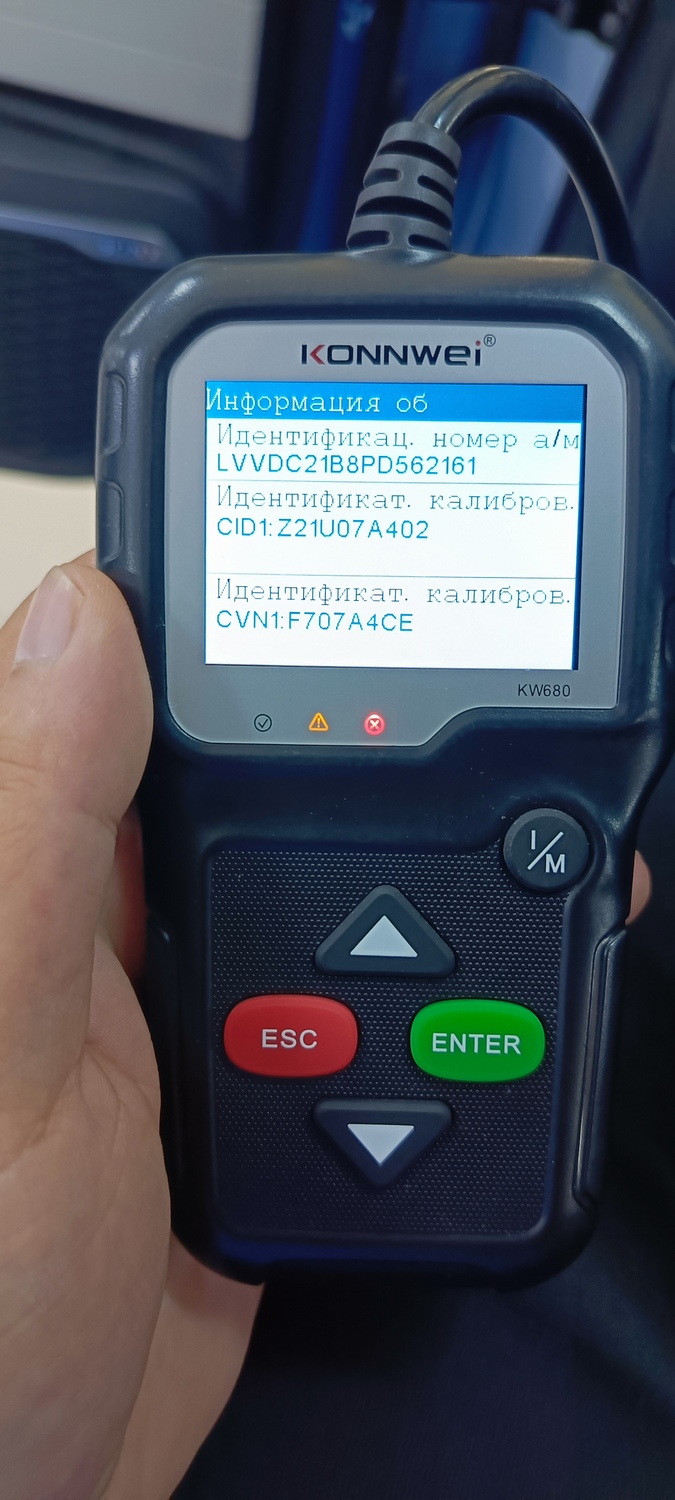 KONNWEI®
Информация об
Идентификац. номер а/м
LVVDC21B8PD562161
Идентификат. калибров.
CID1:Z21U07A402
Идентификат. калибров.
CVN1:F707A4CE
KW680
I/M
ESC
ENTER